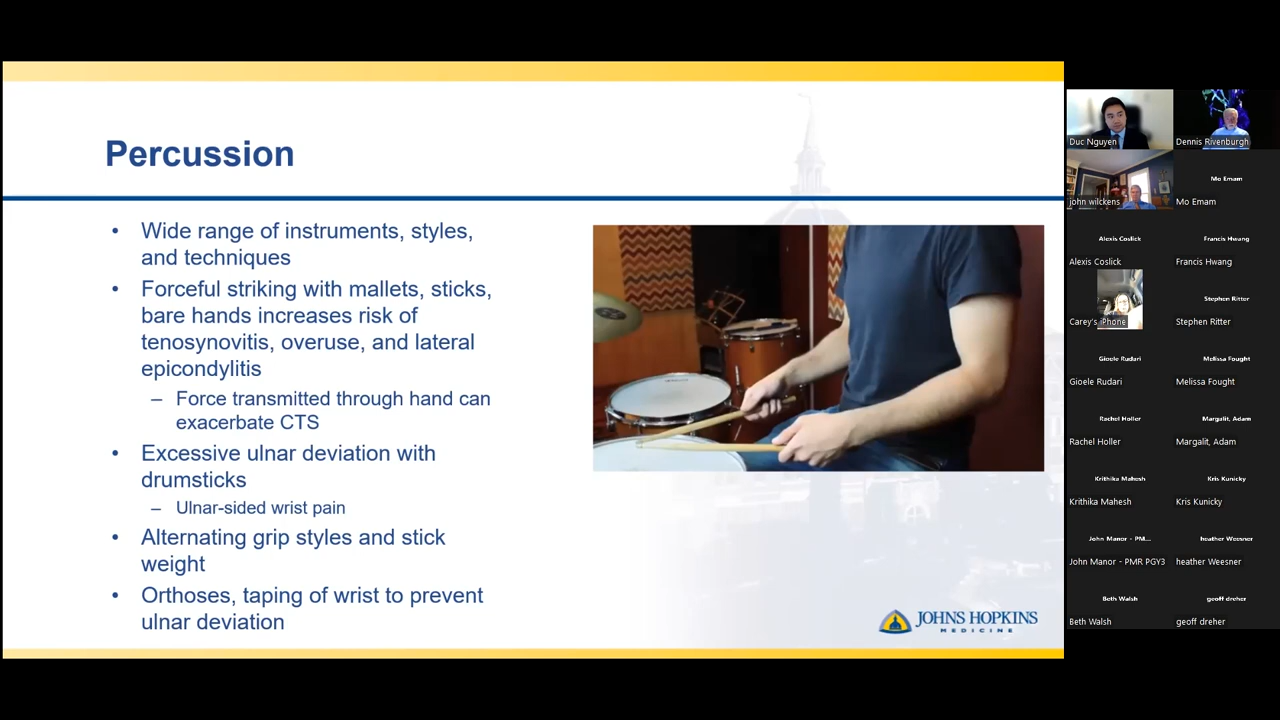 Percussion
• Wide range of instruments, styles,
and techniques
• Forceful striking with mallets, sticks,
bare hands increases risk of
tenosynovitis, overuse, and lateral
epicondylitis
– Force transmitted through hand can
exacerbate CTS
• Excessive ulnar deviation with
drumsticks
– Ulnar-sided wrist pain
• Alternating grip styles and stick
weight
• Orthoses, taping of wrist to prevent
ulnar deviation
JOHNS HOPKINS
MEDICINE
Duc Nguyen
Dennis Rivenburgh
john wilckens
Mo Emam
Mo Emam
Alexis Coslick
Francis Hwang
Alexis Coslick
Francis Hwang
Stephen Ritter
Carey's iPhone
Stephen Ritter
Gioele Rudari
Melissa Fought
Gioele Rudari
Melissa Fought
Rachel Holler
Margalit, Adam
Rachel Holler
Margalit, Adam
Krithika Mahesh
Kris Kunicky
Krithika Mahesh
Kris Kunicky
John Manor - PM...
heather Weesner
John Manor - PMR PGY3
heather Weesner
Beth Walsh
geoff dreher
Beth Walsh
geoff dreher